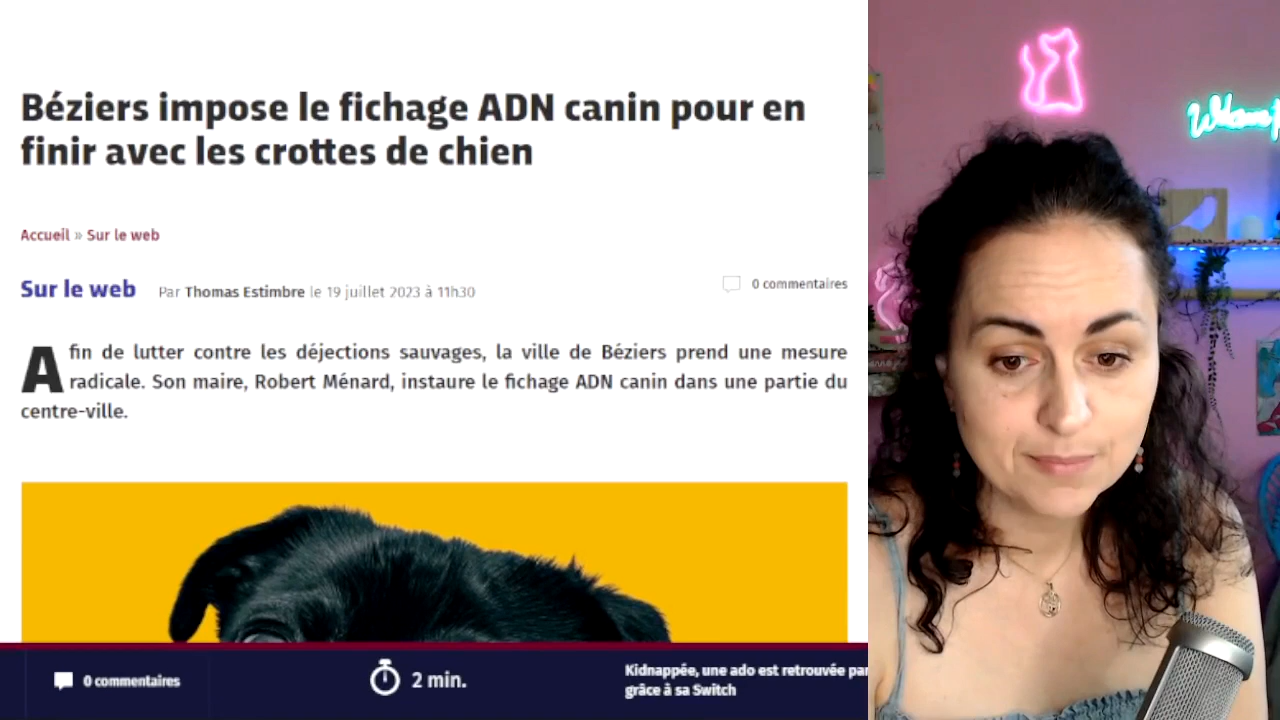 Béziers impose le fichage ADN canin pour en
finir avec les crottes de chien
Accueil » Sur le web
Sur le web Par Thomas Estimbre le 19 juillet 2023 à 11h30
0 commentaires
Afin de lutter contre les déjections sauvages, la ville de Béziers prend une mesure
radicale. Son maire, Robert Ménard, instaure le fichage ADN canin dans une partie du
centre-ville.
0 commentaires
2 min.
Kidnappée, une ado est retrouvée par
grâce à sa Switch